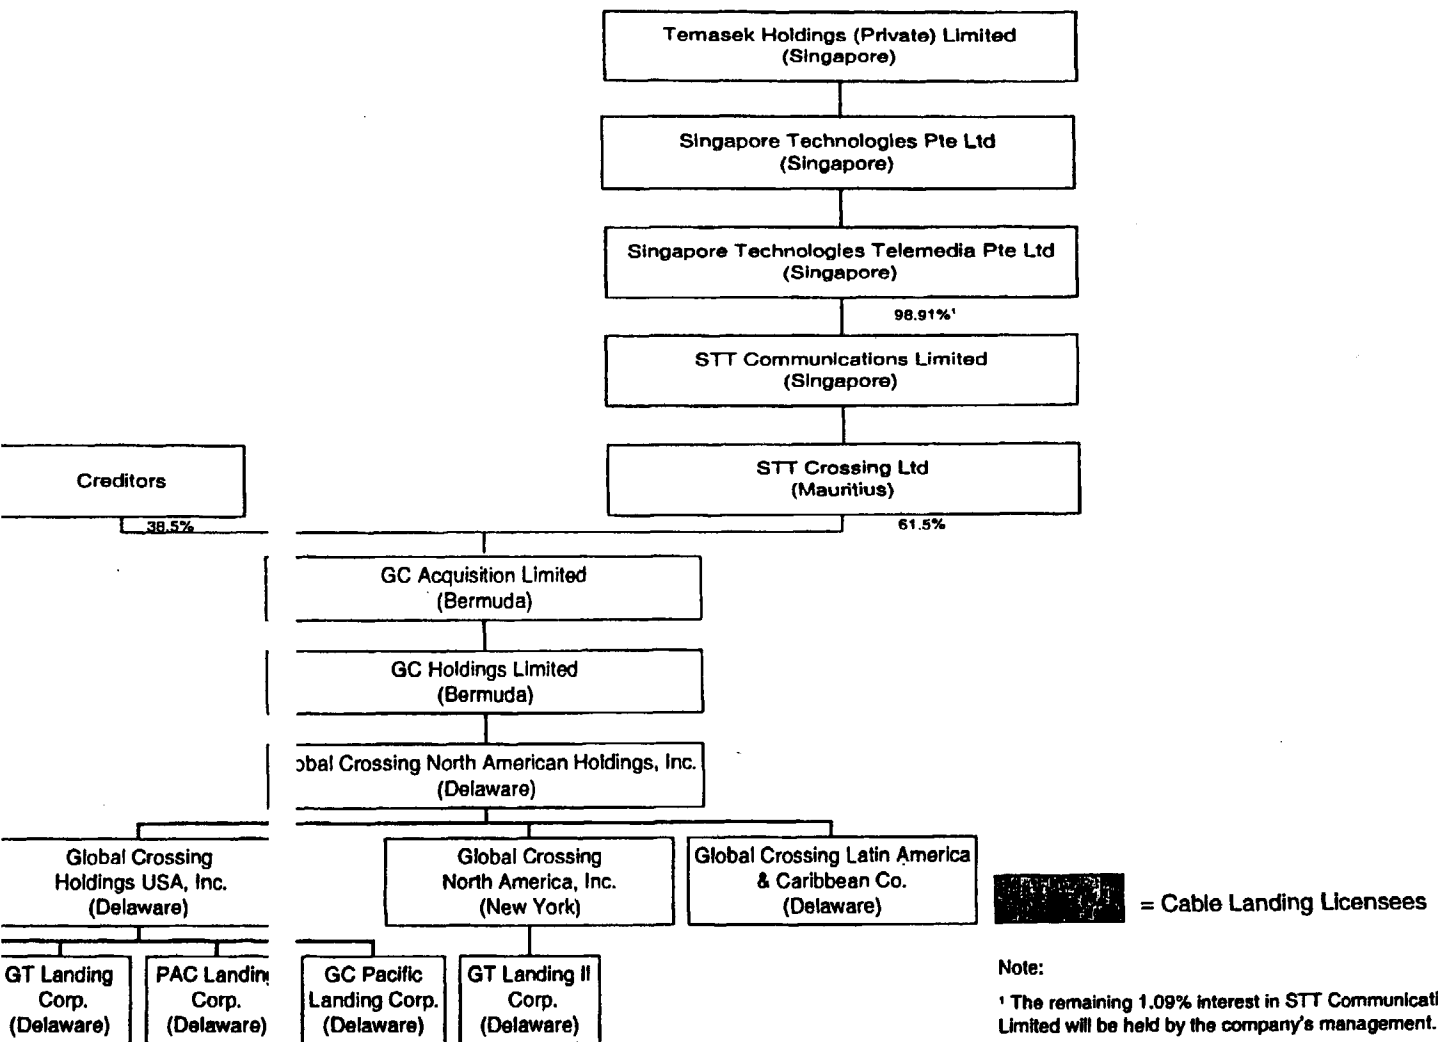 Temasek Holdings (Private) Limited
(Singapore)
Singapore Technologies Pte Ltd
(Singapore)
Singapore Technologies Telemedia Pte Ltd
(Singapore)
98.91%¹
STT Communications Limited
(Singapore)
Creditors
STT Crossing Ltd
(Mauritius)
38.5%
61.5%
GC Acquisition Limited
(Bermuda)
GC Holdings Limited
(Bermuda)
obal Crossing North American Holdings, Inc.
(Delaware)
Global Crossing
Holdings USA, Inc.
(Delaware)
Global Crossing
North America, Inc.
(New York)
Global Crossing Latin America
& Caribbean Co.
(Delaware)
= Cable Landing Licensees
GT Landing
Corp.
(Delaware)
PAC Landing
Corp.
(Delaware)
GC Pacific
Landing Corp.
(Delaware)
GT Landing II
Corp.
(Delaware)
Note:
¹ The remaining 1.09% interest in STT Communicati
Limited will be held by the company's management.